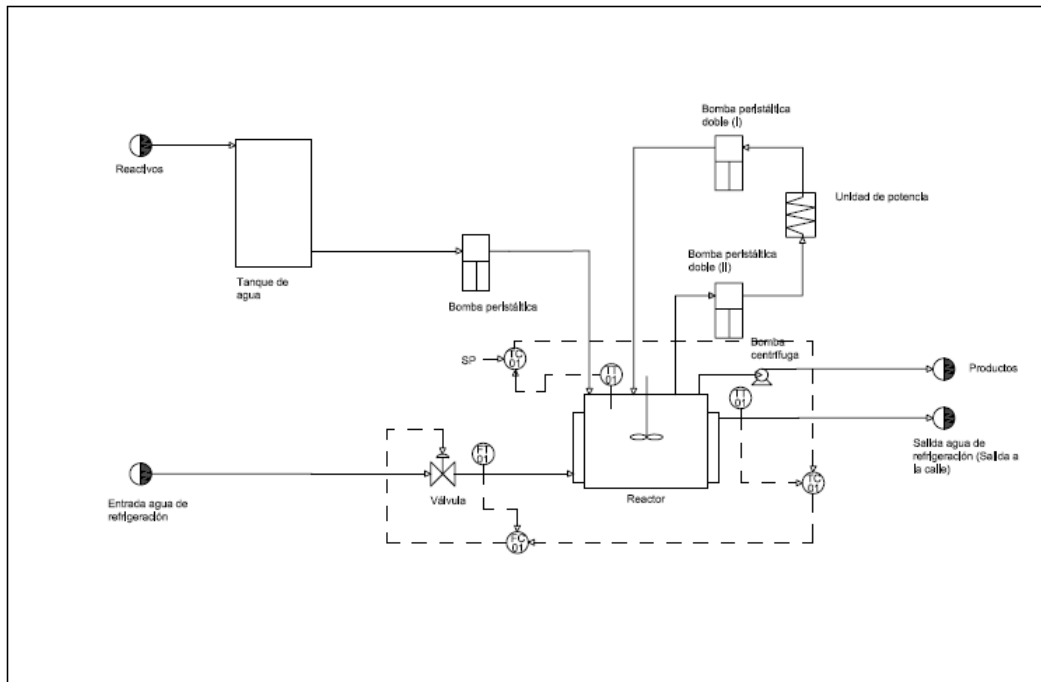 Bomba peristáltica
doble (I)
Reactivos
Unidad de potencia
Bomba peristáltica
doble (II)
Tanque de
agua
Bomba peristáltica
Bomba
centrífuga
SP
TC
01
TT
01
Productos
TT
01
Salida agua de
refrigeración (Salida a
la calle)
FT
01
Entrada agua de
refrigeración
Válvula
Reactor
TC
01
FC
01